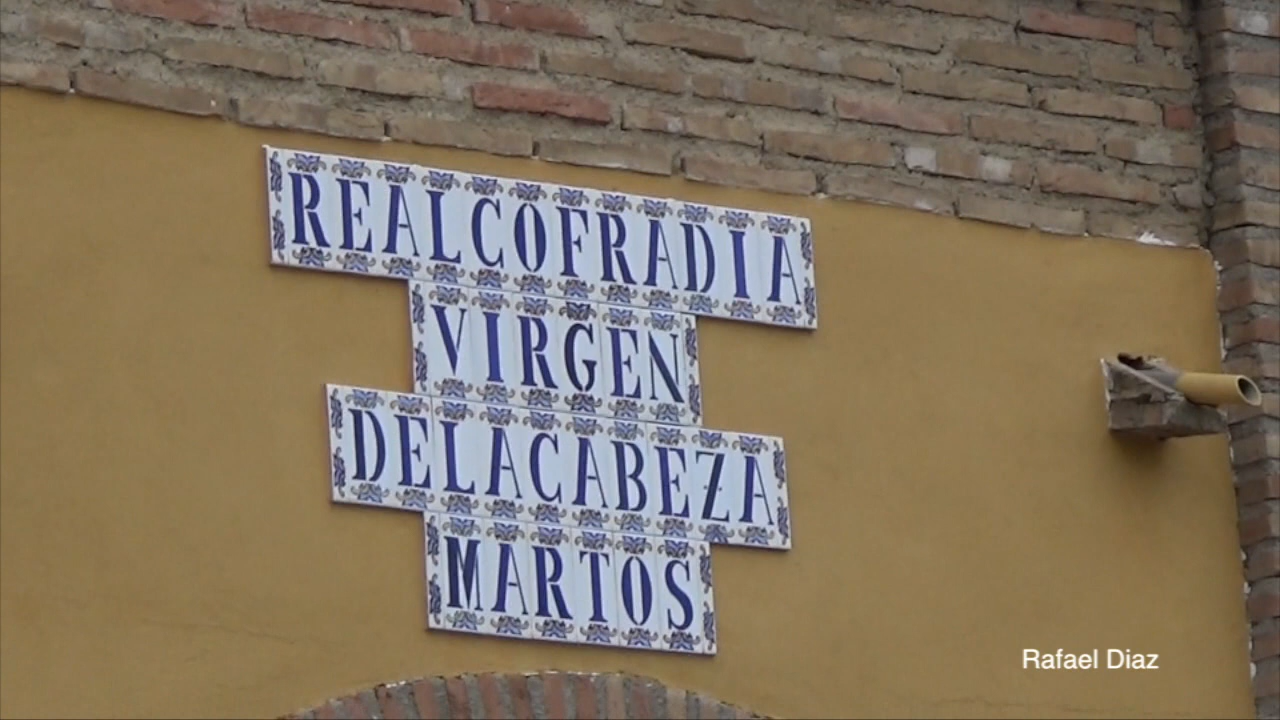 REALCOFRADIA
VIRGEN
DELACABEZA
MARTOS
Rafael Diaz